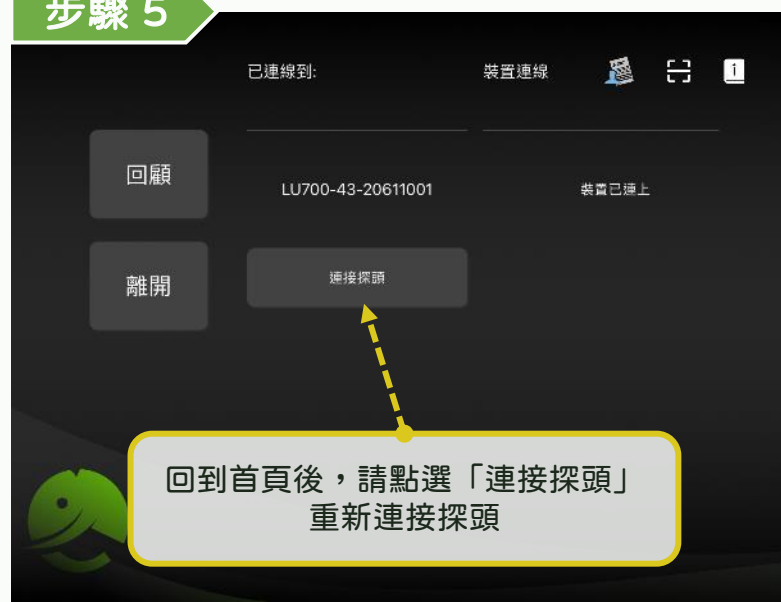 步驟 5
已連線到:
裝置連線
i
回顧
LU700-43-20611001
裝置已連上
離開
連接探頭
回到首頁後,請點選「連接探頭」
重新連接探頭